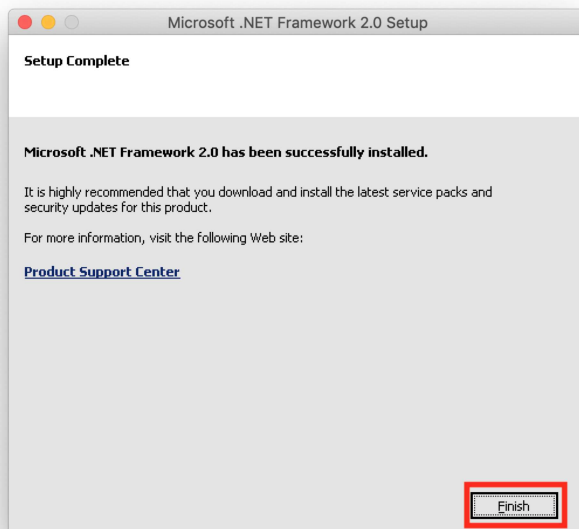 Microsoft .NET Framework 2.0 Setup
Setup Complete
Microsoft .NET Framework 2.0 has been successfully installed.
It is highly recommended that you download and install the latest service packs and
security updates for this product.
For more information, visit the following Web site:
Product Support Center
Finish